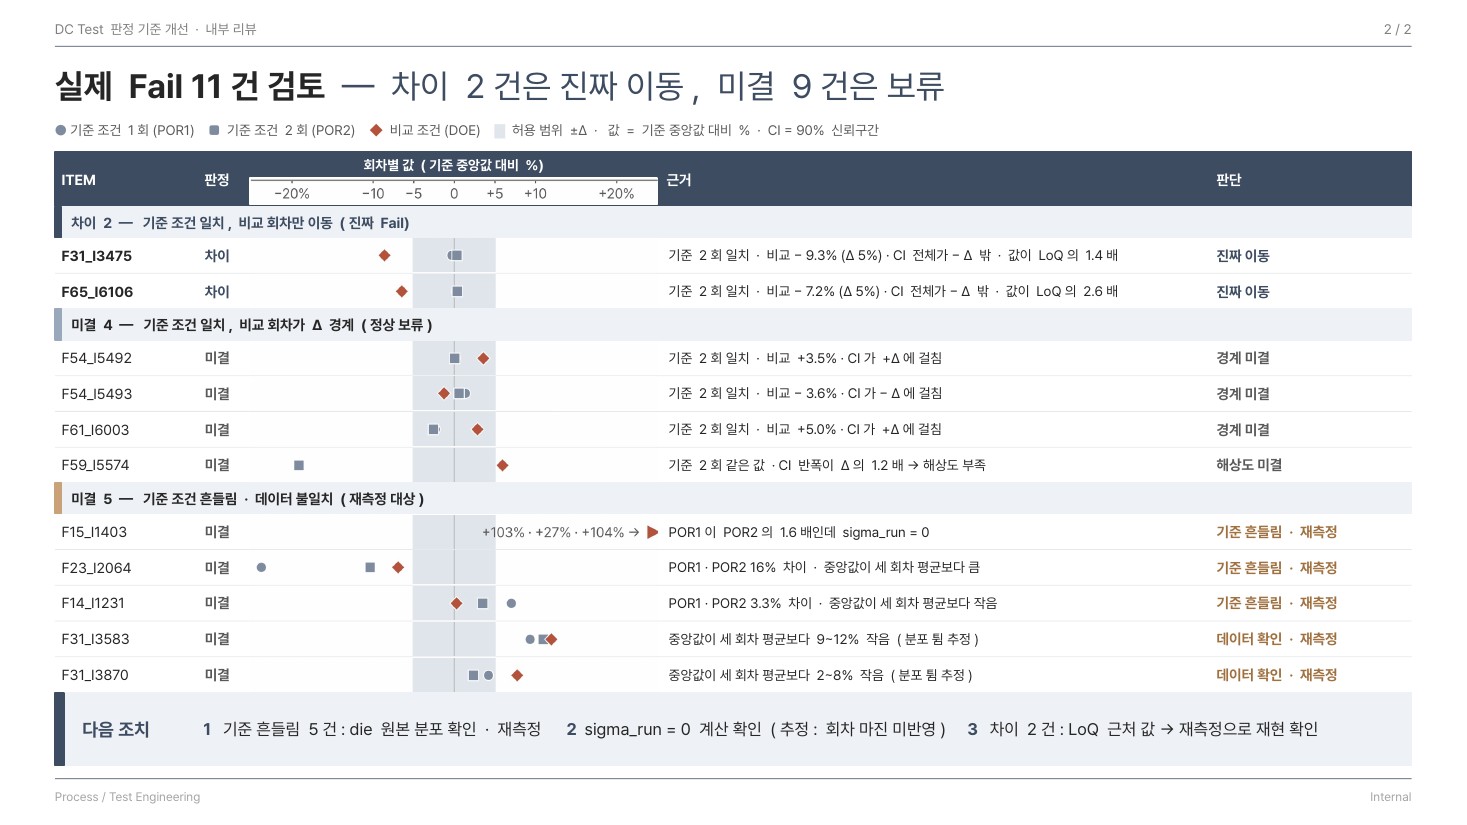 DC Test 판정 기준 개선 · 내부 리뷰
2 / 2
실제 Fail 11 건 검토 — 차이 2 건은 진짜 이동 , 미결 9 건은 보류
기준 조건 1 회 (POR1) 기준 조건 2 회 (POR2) 비교 조건 (DOE) 허용 범위 ±Δ · 값 = 기준 중앙값 대비 % · CI = 90% 신뢰구간
ITEM 판정 회차별 값 ( 기준 중앙값 대비 %) 근거 판단
−20% −10 −5 0 +5 +10 +20%
차이 2 — 기준 조건 일치 , 비교 회차만 이동 ( 진짜 Fail)
F31_I3475 차이 기준 2 회 일치 · 비교 − 9.3% (Δ 5%) · CI 전체가 − Δ 밖 · 값이 LoQ 의 1.4 배 진짜 이동
F65_I6106 차이 기준 2 회 일치 · 비교 − 7.2% (Δ 5%) · CI 전체가 − Δ 밖 · 값이 LoQ 의 2.6 배 진짜 이동
미결 4 — 기준 조건 일치 , 비교 회차가 Δ 경계 ( 정상 보류 )
F54_I5492 미결 기준 2 회 일치 · 비교 +3.5% · CI 가 +Δ 에 걸침 경계 미결
F54_I5493 미결 기준 2 회 일치 · 비교 − 3.6% · CI 가 − Δ 에 걸침 경계 미결
F61_I6003 미결 기준 2 회 일치 · 비교 +5.0% · CI 가 +Δ 에 걸침 경계 미결
F59_I5574 미결 기준 2 회 같은 값 · CI 반폭이 Δ 의 1.2 배 → 해상도 부족 해상도 미결
미결 5 — 기준 조건 흔들림 · 데이터 불일치 ( 재측정 대상 )
F15_I1403 미결 +103% · +27% · +104% → POR1 이 POR2 의 1.6 배인데 sigma_run = 0 기준 흔들림 · 재측정
F23_I2064 미결 POR1 · POR2 16% 차이 · 중앙값이 세 회차 평균보다 큼 기준 흔들림 · 재측정
F14_I1231 미결 POR1 · POR2 3.3% 차이 · 중앙값이 세 회차 평균보다 작음 기준 흔들림 · 재측정
F31_I3583 미결 중앙값이 세 회차 평균보다 9~12% 작음 ( 분포 튐 추정 ) 데이터 확인 · 재측정
F31_I3870 미결 중앙값이 세 회차 평균보다 2~8% 작음 ( 분포 튐 추정 ) 데이터 확인 · 재측정
다음 조치 1 기준 흔들림 5 건 : die 원본 분포 확인 · 재측정 2 sigma_run = 0 계산 확인 ( 추정 : 회차 마진 미반영 ) 3 차이 2 건 : LoQ 근처 값 → 재측정으로 재현 확인
Process / Test Engineering
Internal